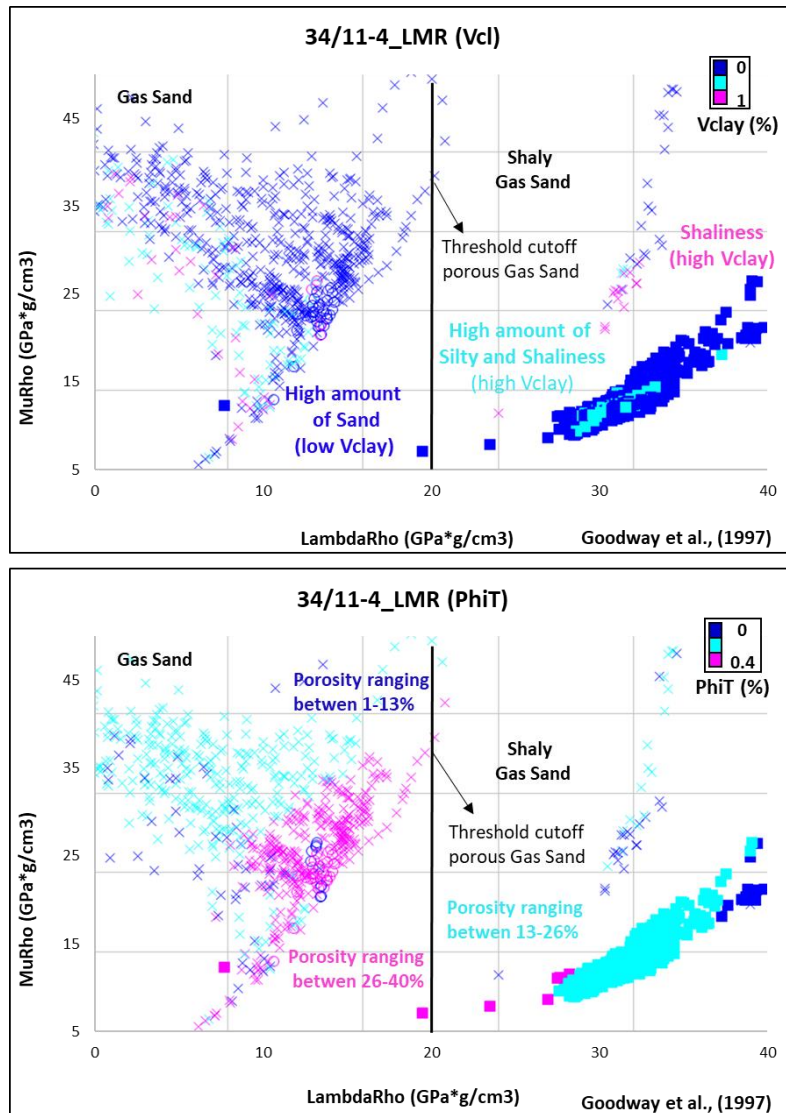 34/11-4_LMR (Vcl)
Gas Sand
0
1
Vclay (%)
Shaly
Gas Sand
Threshold cutoff
porous Gas Sand
Shaliness
(high Vclay)
High amount of
Silty and Shaliness
(high Vclay)
High amount
of Sand
(low Vclay)
MuRho (GPa*g/cm3)
45
35
25
15
5
0
10
20
30
40
LambdaRho (GPa*g/cm3)
Goodway et al., (1997)
34/11-4_LMR (PhiT)
Gas Sand
0
0.4
PhiT (%)
Porosity ranging
betwen 1-13%
Shaly
Gas Sand
Threshold cutoff
porous Gas Sand
Porosity ranging
betwen 13-26%
Porosity ranging
betwen 26-40%
MuRho (GPa*g/cm3)
45
35
25
15
5
0
10
20
30
40
LambdaRho (GPa*g/cm3)
Goodway et al., (1997)